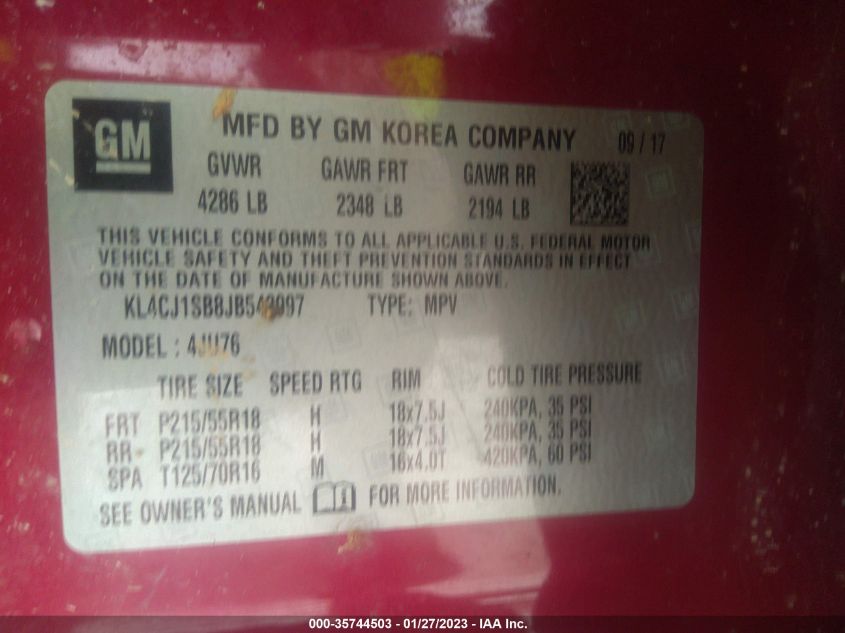 GM
MFD BY GM KOREA COMPANY 09/17
GVWR GAWR FRT GAWR RR
4286 LB 2348 LB 2194 LB
THIS VEHICLE CONFORMS TO ALL APPLICABLE U.S. FEDERAL MOTOR
VEHICLE SAFETY AND THEFT PREVENTION STANDARDS IN EFFECT
ON THE DATE OF MANUFACTURE SHOWN ABOVE.
TYPE: MPV
MODEL : 4JU76
TIRE SIZE SPEED RTG RIM COLD TIRE PRESSURE
FRT P215/55R18 H 18x7.5J 240KPA, 35 PSI
RR P215/55R18 H 18x7.5J 240KPA, 35 PSI
SPA T125/70R16 M 16x4.0T 420KPA, 60 PSI
SEE OWNER'S MANUAL FOR MORE INFORMATION.
000-35744503 - 01/27/2023 - IAA Inc.